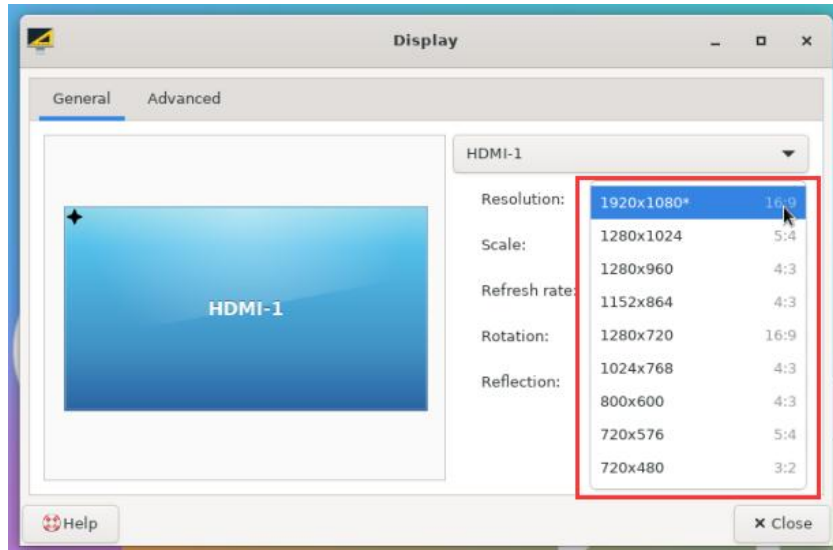 Display
General Advanced
HDMI-1
HDMI-1
Resolution:
Scale:
Refresh rate:
Rotation:
Reflection:
1920x1080* 16:9
1280x1024 5:4
1280x960 4:3
1152x864 4:3
1280x720 16:9
1024x768 4:3
800x600 4:3
720x576 5:4
720x480 3:2
Help
Close